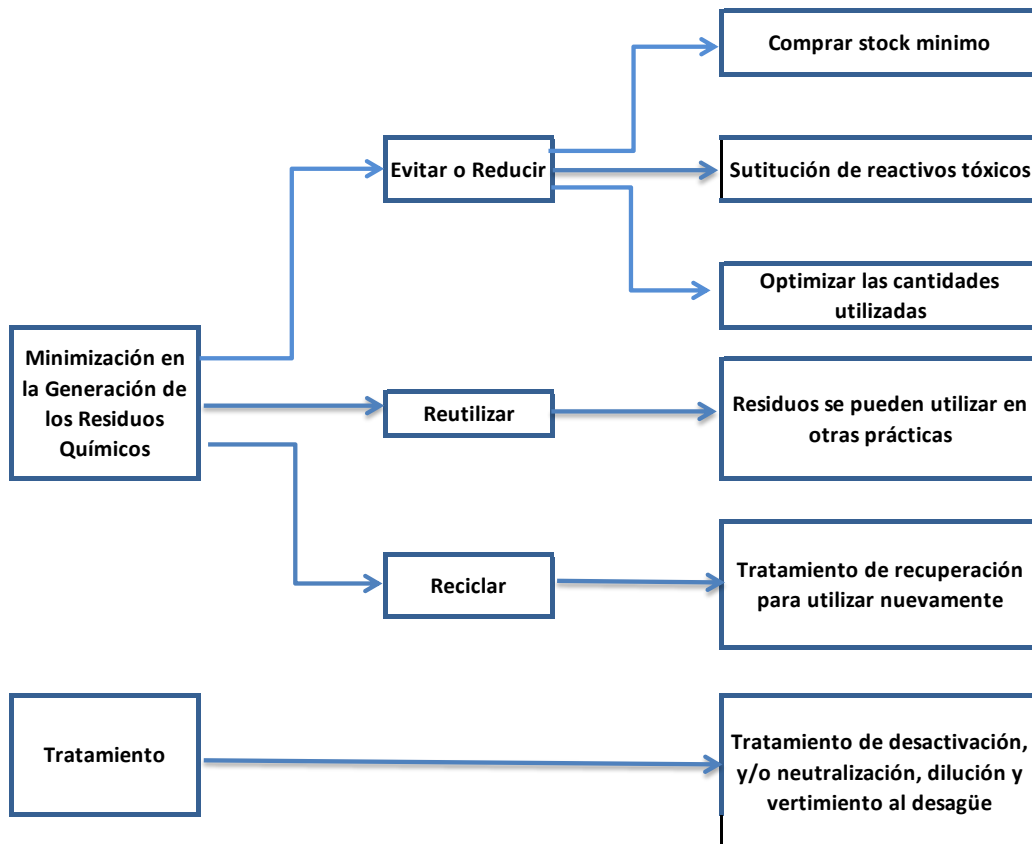 Comprar stock minimo
Evitar o Reducir
Sutitución de reactivos tóxicos
Optimizar las cantidades
utilizadas
Minimización en
la Generación de
los Residuos
Químicos
Reutilizar
Residuos se pueden utilizar en
otras prácticas
Reciclar
Tratamiento de recuperación
para utilizar nuevamente
Tratamiento
Tratamiento de desactivación,
y/o neutralización, dilución y
vertimiento al desagüe